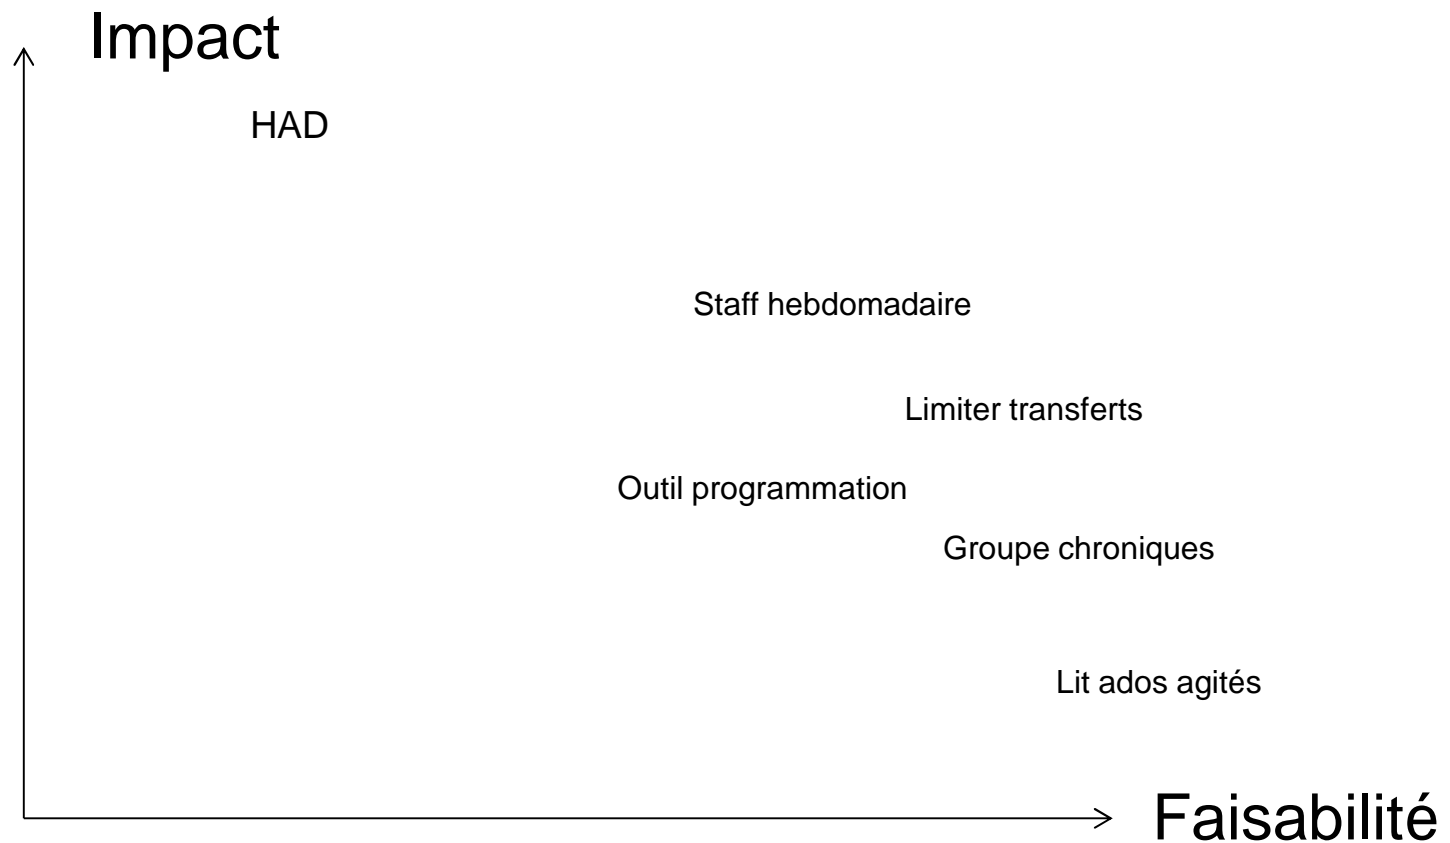 Impact
HAD
Staff hebdomadaire
Limiter transferts
Outil programmation
Groupe chroniques
Lit ados agités
Faisabilité